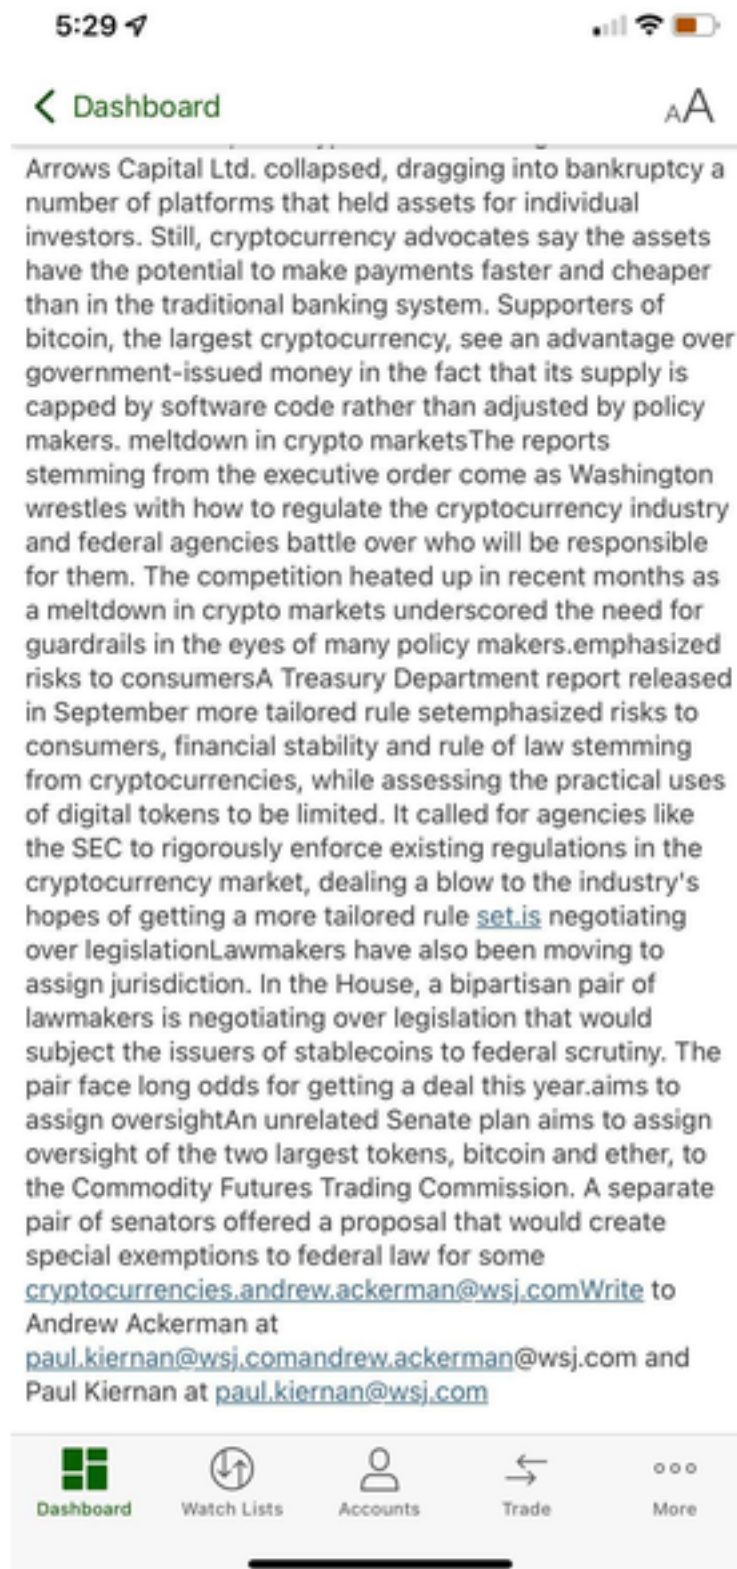 5:29
Dashboard
AA
Arrows Capital Ltd. collapsed, dragging into bankruptcy a
number of platforms that held assets for individual
investors. Still, cryptocurrency advocates say the assets
have the potential to make payments faster and cheaper
than in the traditional banking system. Supporters of
bitcoin, the largest cryptocurrency, see an advantage over
government-issued money in the fact that its supply is
capped by software code rather than adjusted by policy
makers. meltdown in crypto marketsThe reports
stemming from the executive order come as Washington
wrestles with how to regulate the cryptocurrency industry
and federal agencies battle over who will be responsible
for them. The competition heated up in recent months as
a meltdown in crypto markets underscored the need for
guardrails in the eyes of many policy makers.emphasized
risks to consumersA Treasury Department report released
in September more tailored rule setemphasized risks to
consumers, financial stability and rule of law stemming
from cryptocurrencies, while assessing the practical uses
of digital tokens to be limited. It called for agencies like
the SEC to rigorously enforce existing regulations in the
cryptocurrency market, dealing a blow to the industry's
hopes of getting a more tailored rule set.is negotiating
over legislationLawmakers have also been moving to
assign jurisdiction. In the House, a bipartisan pair of
lawmakers is negotiating over legislation that would
subject the issuers of stablecoins to federal scrutiny. The
pair face long odds for getting a deal this year.aims to
assign oversightAn unrelated Senate plan aims to assign
oversight of the two largest tokens, bitcoin and ether, to
the Commodity Futures Trading Commission. A separate
pair of senators offered a proposal that would create
special exemptions to federal law for some
cryptocurrencies.andrew.ackerman@wsj.comWrite to
Andrew Ackerman at
paul.kiernan@wsj.comandrew.ackerman@wsj.com and
Paul Kiernan at paul.kiernan@wsj.com
Dashboard Watch Lists Accounts Trade More